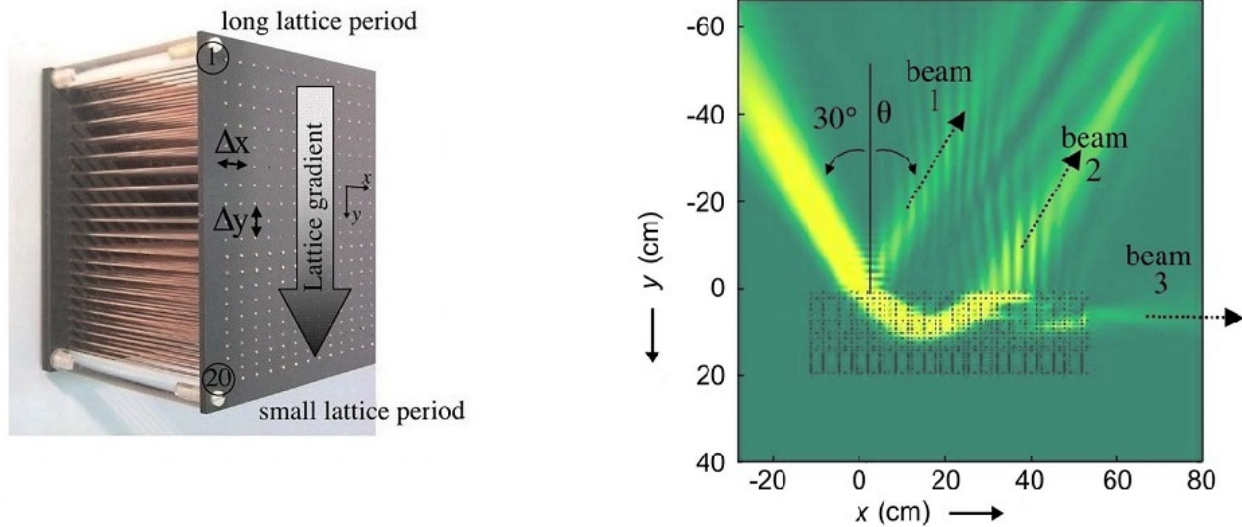 long lattice period
1
Δx
Δy
x
y
Lattice gradient
20
small lattice period
-60
-40
-20
0
20
40
y (cm)
30°
θ
beam
1
beam
2
beam
3
-20
0
20
40
60
80
x (cm)